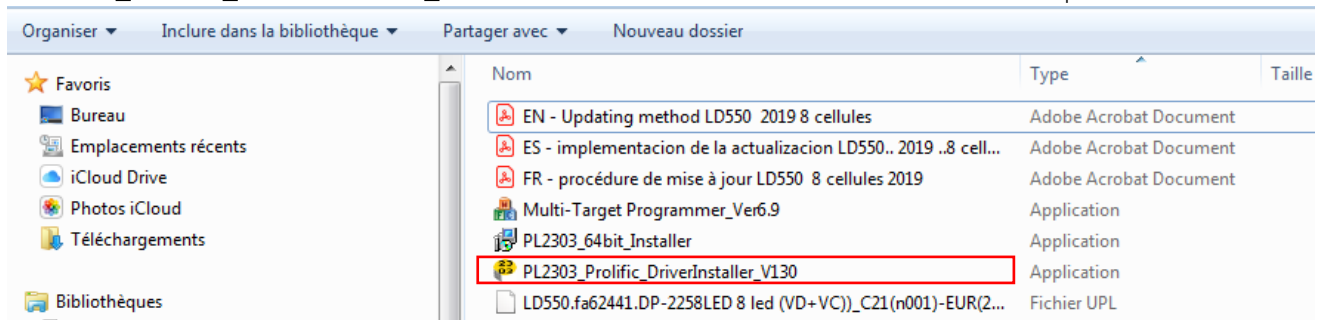 Organiser Inclure dans la bibliothèque Partager avec Nouveau dossier
Favoris
Bureau
Emplacements récents
iCloud Drive
Photos iCloud
Téléchargements
Bibliothèques
Nom Type Taille
EN - Updating method LD550 2019 8 cellules Adobe Acrobat Document
ES - implementacion de la actualizacion LD550.. 2019 ..8 cell... Adobe Acrobat Document
FR - procédure de mise à jour LD550 8 cellules 2019 Adobe Acrobat Document
Multi-Target Programmer_Ver6.9 Application
PL2303_64bit_Installer Application
PL2303_Prolific_DriverInstaller_V130 Application
LD550.fa62441.DP-2258LED 8 led (VD+VC))_C21(n001)-EUR(2... Fichier UPL